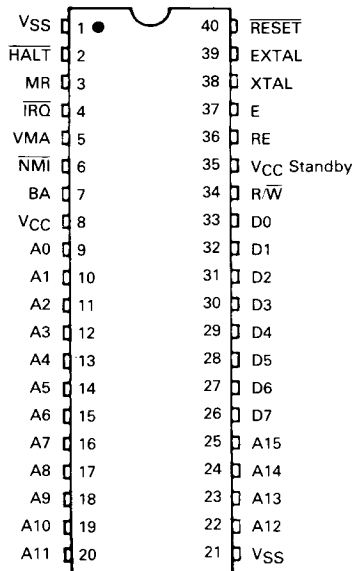 VSS 1 40 RESET
HALT 2 39 EXTAL
MR 3 38 XTAL
IRQ 4 37 E
VMA 5 36 RE
NMI 6 35 VCC Standby
BA 7 34 R/W
VCC 8 33 D0
A0 9 32 D1
A1 10 31 D2
A2 11 30 D3
A3 12 29 D4
A4 13 28 D5
A5 14 27 D6
A6 15 26 D7
A7 16 25 A15
A8 17 24 A14
A9 18 23 A13
A10 19 22 A12
A11 20 21 VSS